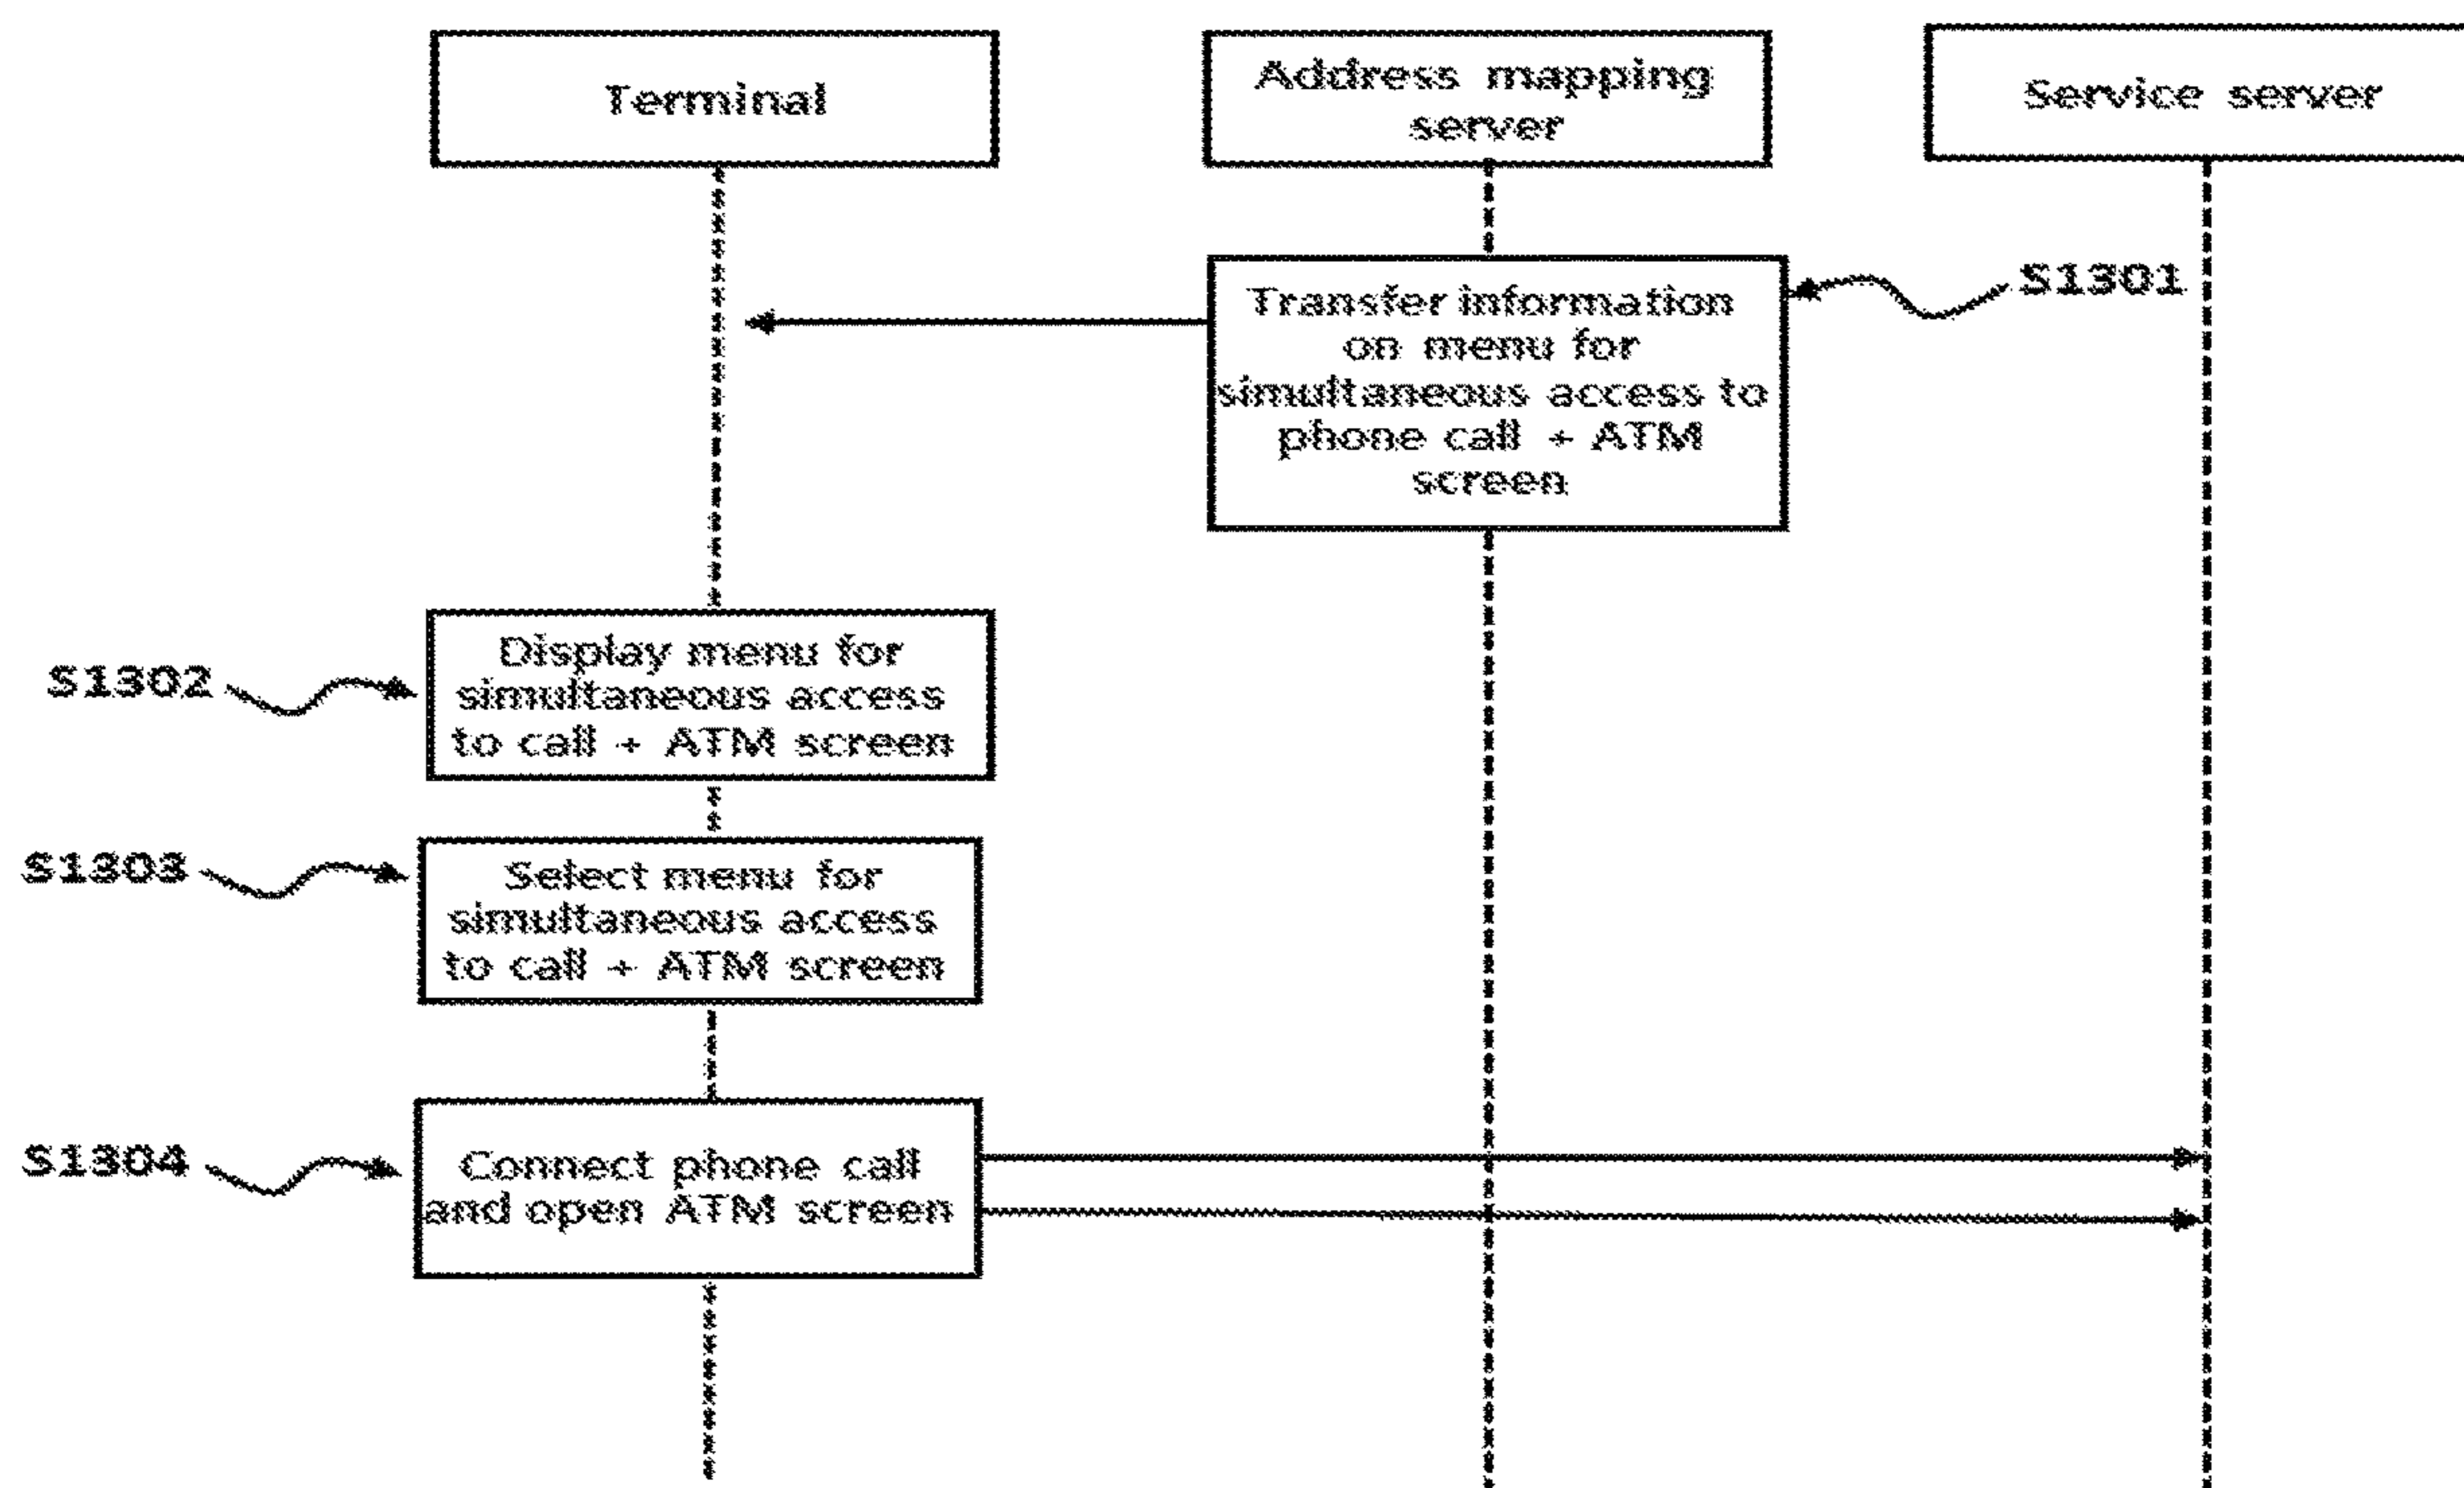 Terminal
Address mapping
server
Service server
S1301
Transfer information
on menu for
simultaneous access to
phone call + ATM
screen
S1302
Display menu for
simultaneous access
to call + ATM screen
S1303
Select menu for
simultaneous access
to call + ATM screen
S1304
Connect phone call
and open ATM screen